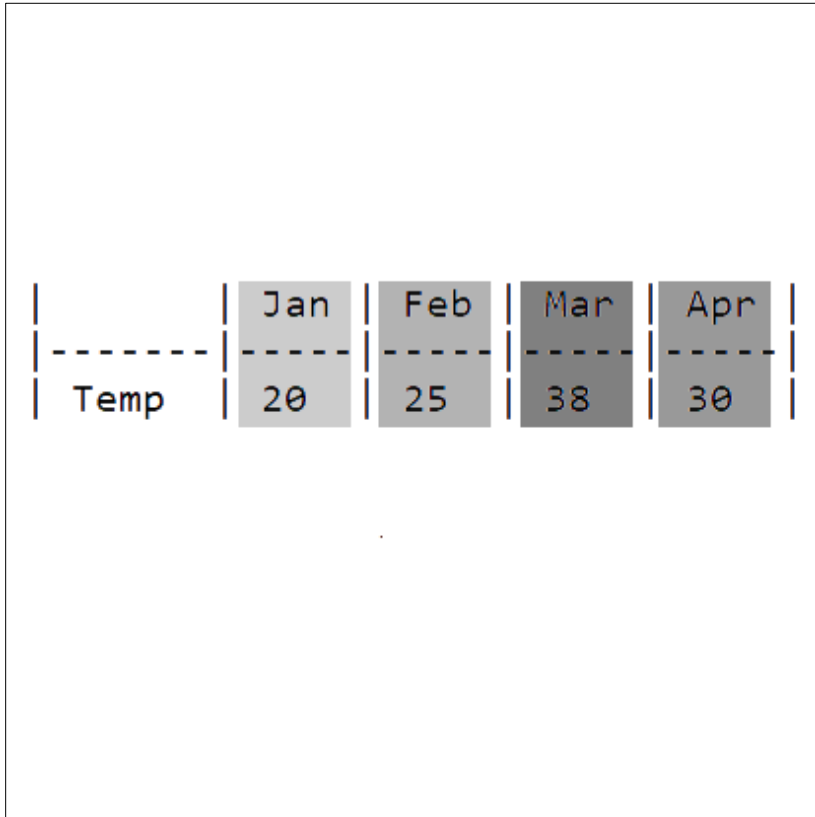 |        | Jan | Feb | Mar | Apr |
|-------|-----|-----|-----|-----|
| Temp  | 20  | 25  | 38  | 30  |